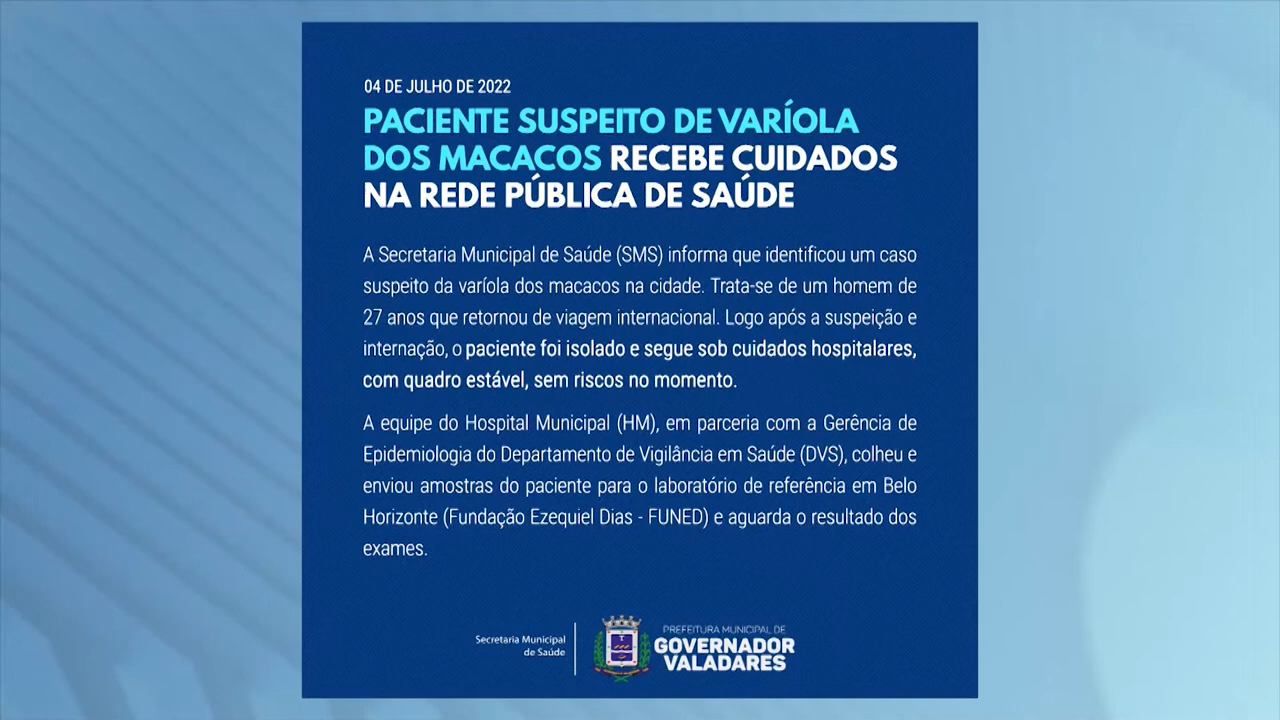 04 DE JULHO DE 2022
PACIENTE SUSPEITO DE VARÍOLA
DOS MACACOS RECEBE CUIDADOS
NA REDE PÚBLICA DE SAÚDE
A Secretaria Municipal de Saúde (SMS) informa que identificou um caso
suspeito da varíola dos macacos na cidade. Trata-se de um homem de
27 anos que retornou de viagem internacional. Logo após a suspeição e
internação, o paciente foi isolado e segue sob cuidados hospitalares,
com quadro estável, sem riscos no momento.
A equipe do Hospital Municipal (HM), em parceria com a Gerência de
Epidemiologia do Departamento de Vigilância em Saúde (DVS), colheu e
enviou amostras do paciente para o laboratório de referência em Belo
Horizonte (Fundação Ezequiel Dias - FUNED) e aguarda o resultado dos
exames.
Secretaria Municipal
de Saúde
PREFEITURA MUNICIPAL DE
GOVERNADOR
VALADARES